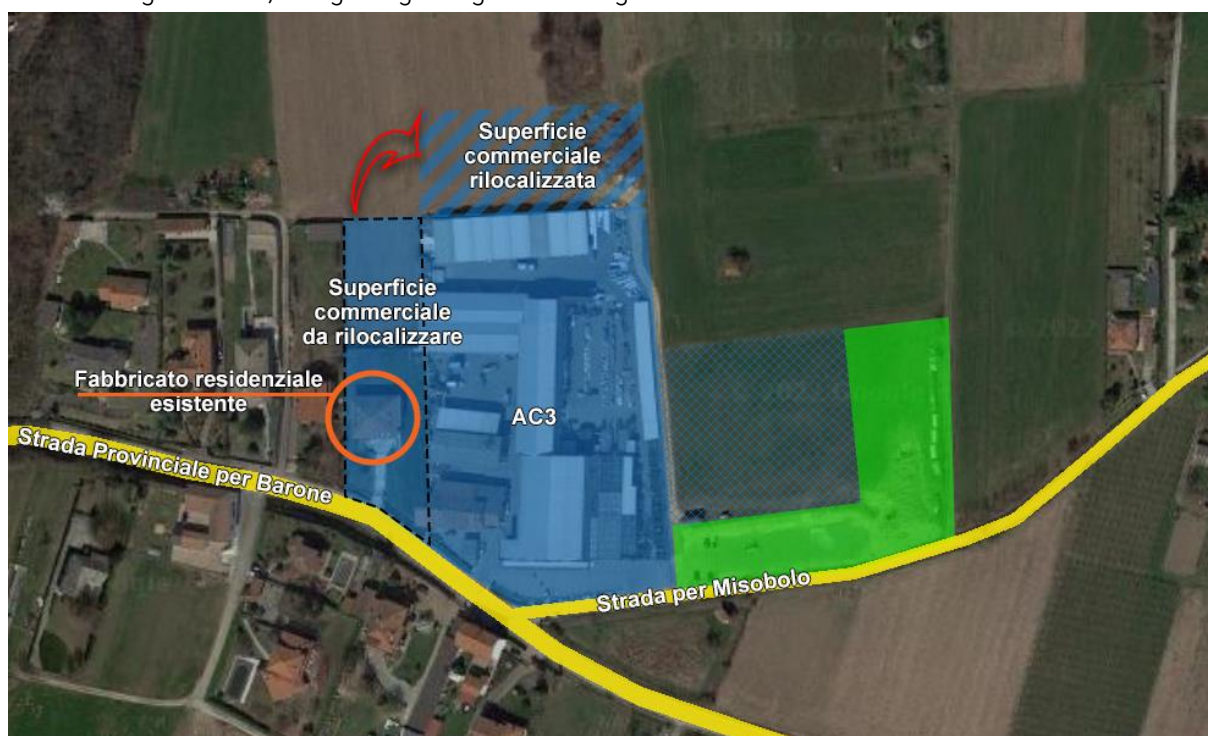 Superficie
commerciale
rilocalizzata
Superficie
commerciale
da rilocalizzare
Fabbricato residenziale
esistente
AC3
Strada Provinciale per Barone
Strada per Misobolo